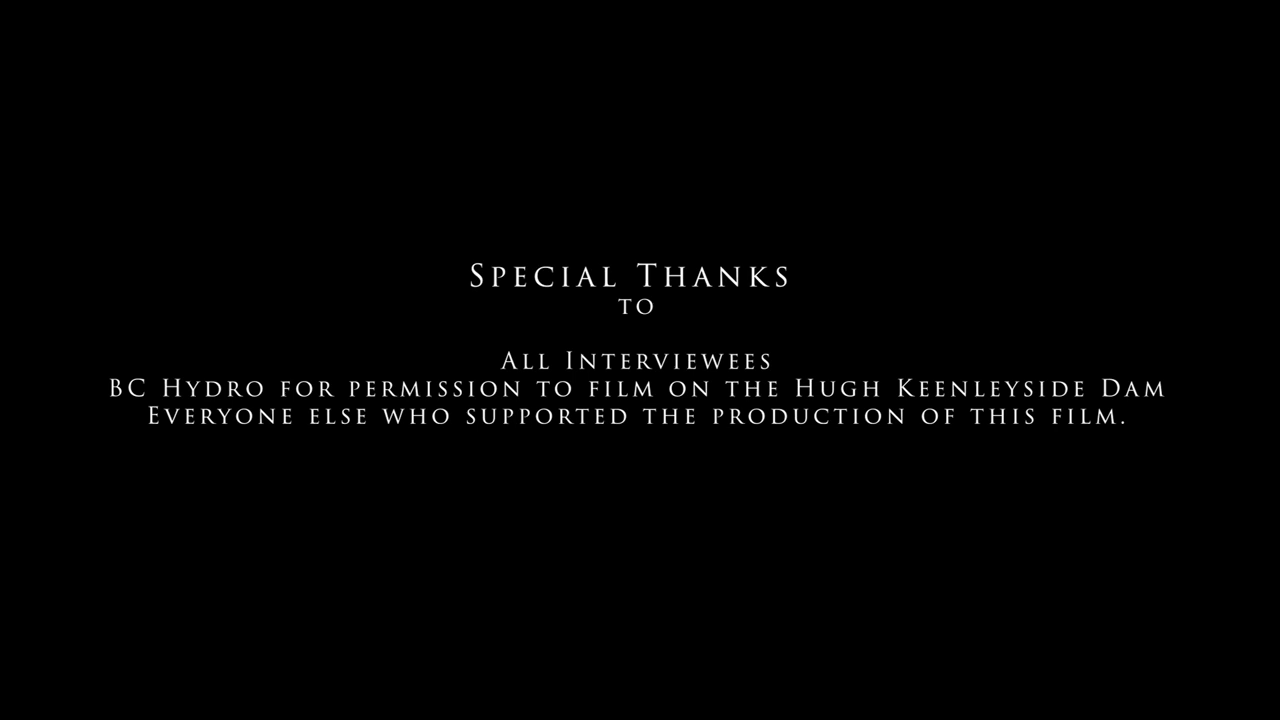 Special Thanks
to
All Interviewees
BC Hydro for permission to film on the Hugh Keenleyside Dam
Everyone else who supported the production of this film.